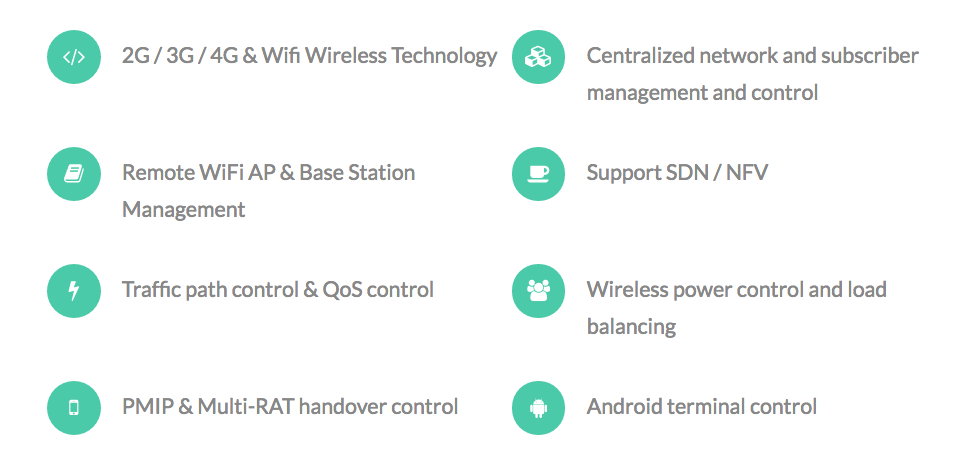 2G / 3G / 4G & Wifi Wireless Technology
Centralized network and subscriber
management and control
Remote WiFi AP & Base Station
Management
Support SDN / NFV
Traffic path control & QoS control
Wireless power control and load
balancing
PMIP & Multi-RAT handover control
Android terminal control